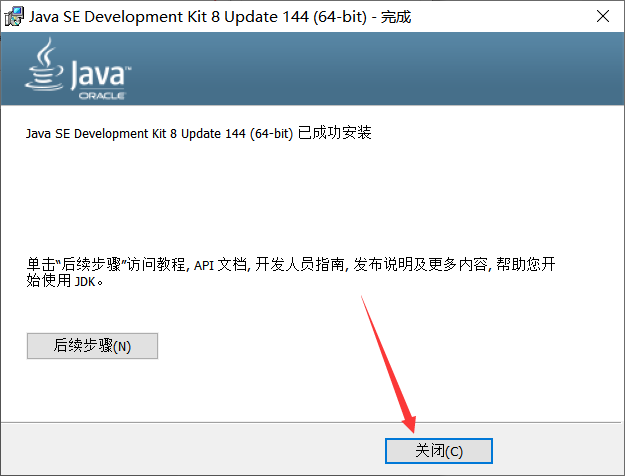 Java SE Development Kit 8 Update 144 (64-bit) - 完成
Java™
ORACLE
Java SE Development Kit 8 Update 144 (64-bit) 已成功安装
单击“后续步骤”访问教程, API 文档, 开发人员指南, 发布说明及更多内容, 帮助您开
始使用 JDK。
后续步骤(N)
关闭(C)